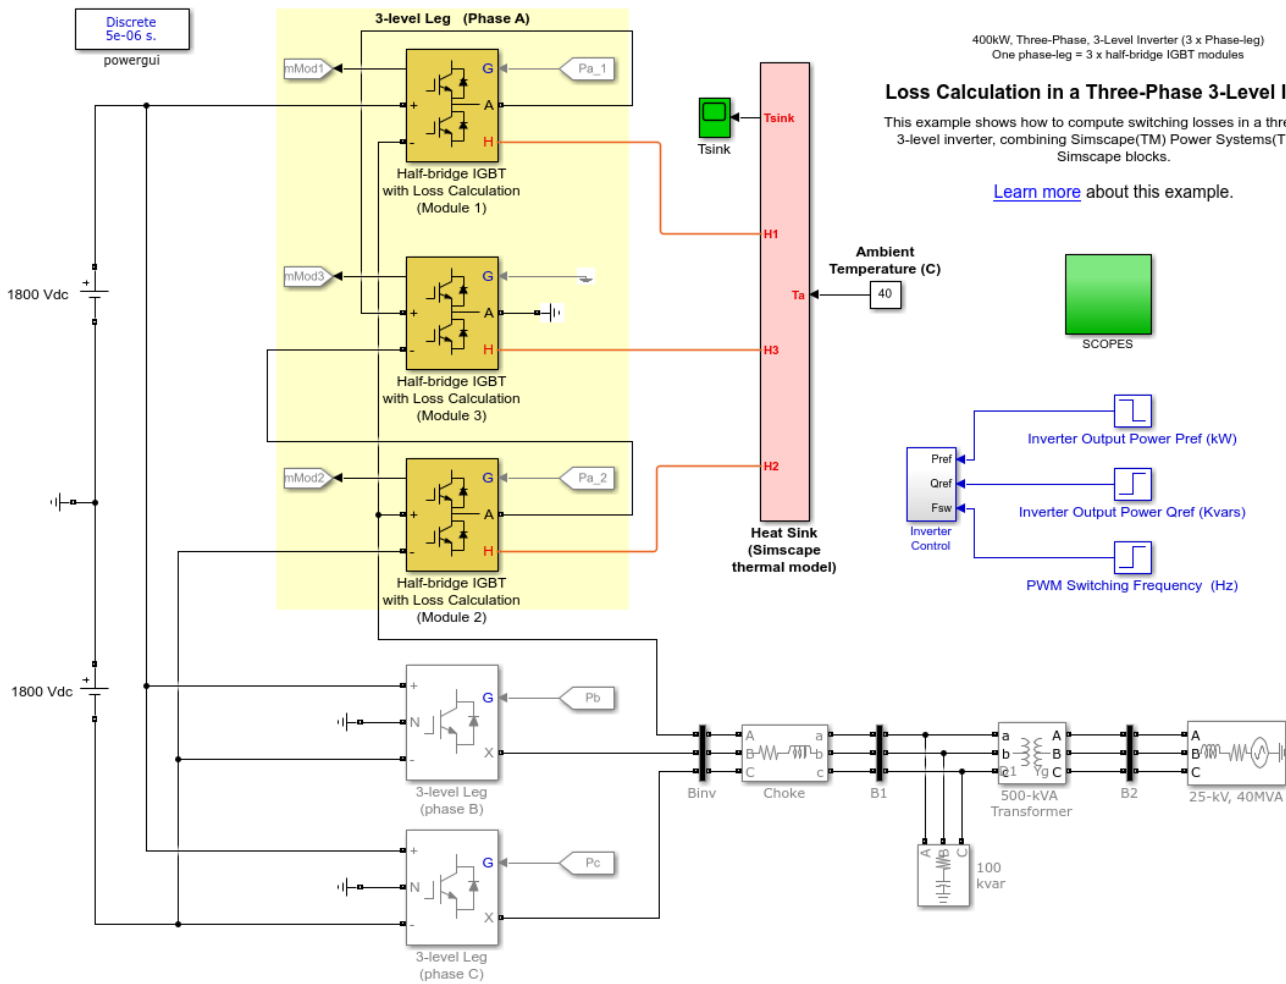 Discrete
5e-06 s.
powergui
3-level Leg   (Phase A)
mMod1
G
Pa_1
+
A
-
H
Half-bridge IGBT
with Loss Calculation
(Module 1)
mMod3
G
+
A
-
H
Half-bridge IGBT
with Loss Calculation
(Module 3)
mMod2
G
Pa_2
+
A
-
H
Half-bridge IGBT
with Loss Calculation
(Module 2)
1800 Vdc
+
1800 Vdc
+
Tsink
Tsink
H1
Ta
H3
H2
Heat Sink
(Simscape
thermal model)
Ambient
Temperature (C)
40
400kW, Three-Phase, 3-Level Inverter (3 x Phase-leg)
One phase-leg = 3 x half-bridge IGBT modules
Loss Calculation in a Three-Phase 3-Level I
This example shows how to compute switching losses in a thre
3-level inverter, combining Simscape(TM) Power Systems(T
Simscape blocks.
Learn more about this example.
SCOPES
Pref
Qref
Fsw
Inverter
Control
Inverter Output Power Pref (kW)
Inverter Output Power Qref (Kvars)
PWM Switching Frequency  (Hz)
+
G
Pb
N
-
X
3-level Leg
(phase B)
+
G
Pc
N
-
X
3-level Leg
(phase C)
Binv
A
B
C
a
b
c
Choke
B1
a
b
c
D1
Yg
A
B
C
500-kVA
Transformer
B2
A
B
C
25-kV, 40MVA
A
B
C
100
kvar